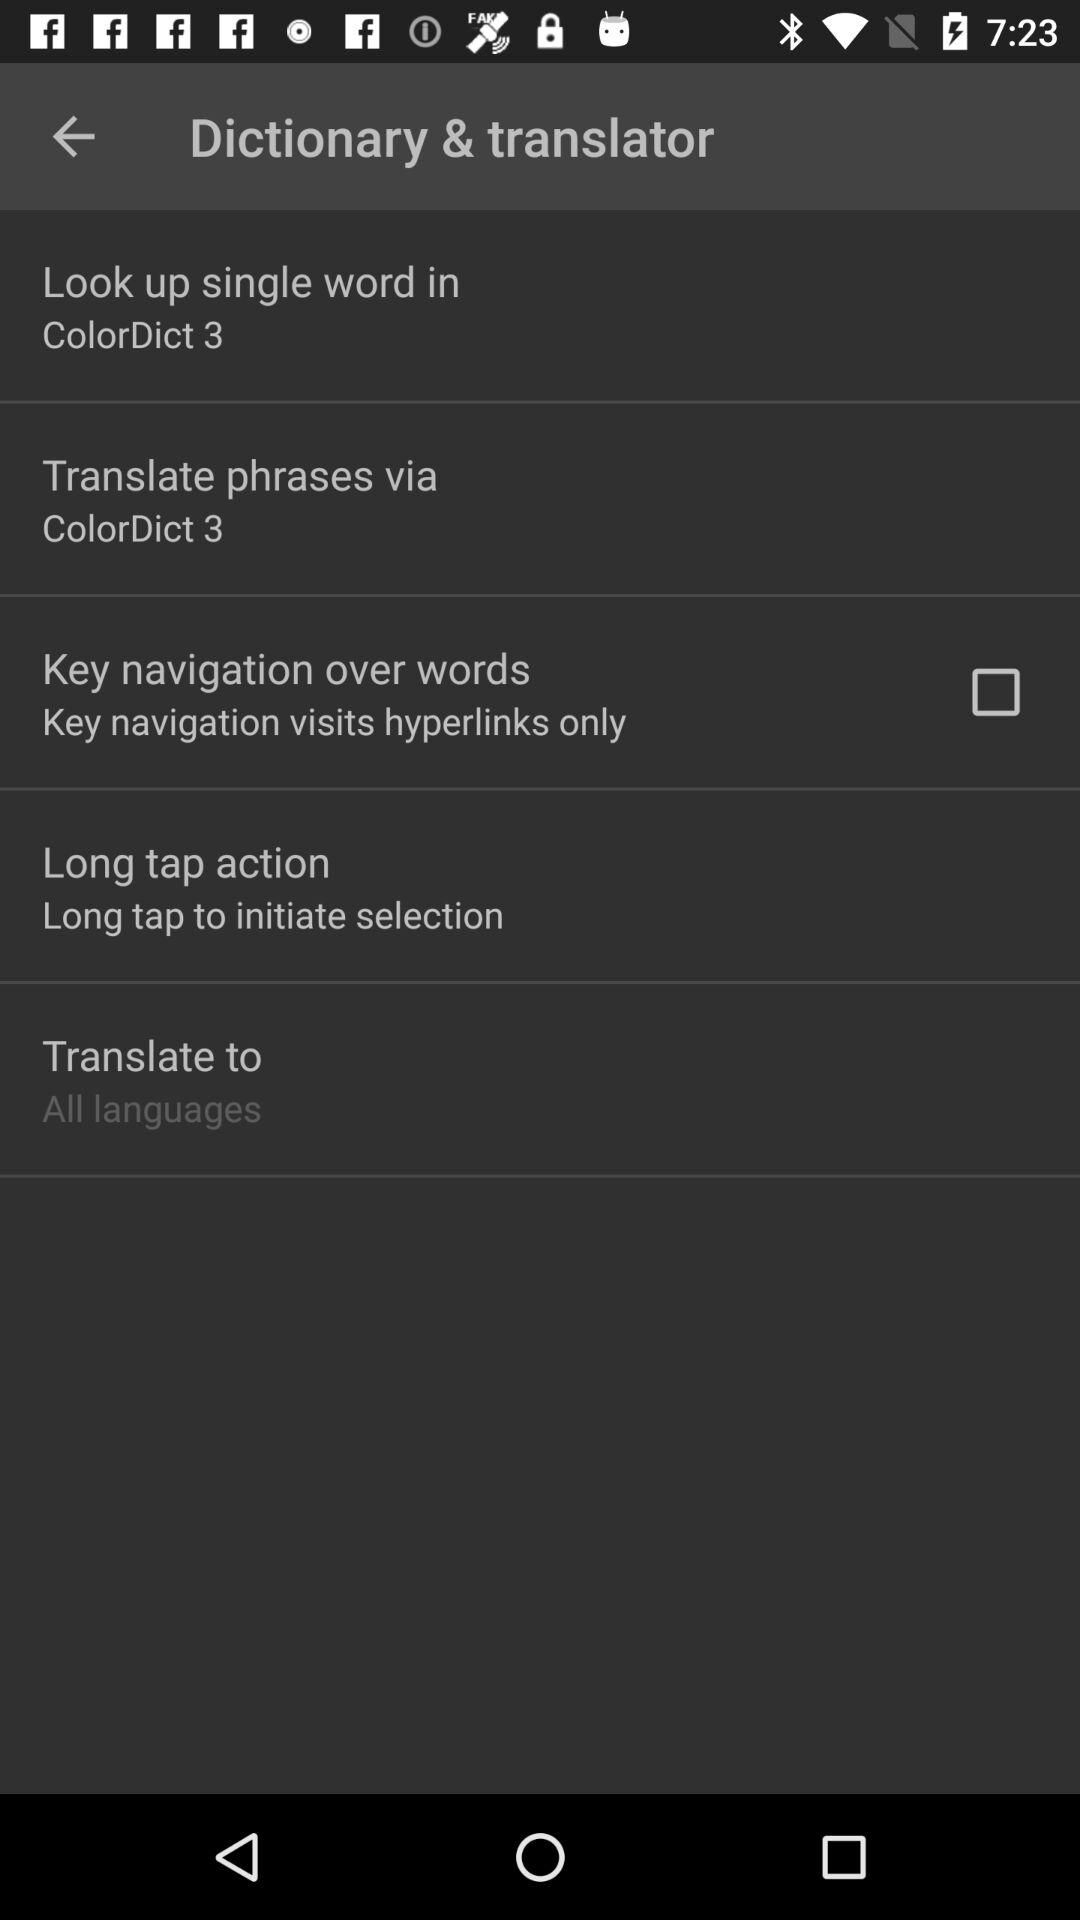 FAKE
7:23
Dictionary & translator
Look up single word in
ColorDict 3
Translate phrases via
ColorDict 3
Key navigation over words
Key navigation visits hyperlinks only
Long tap action
Long tap to initiate selection
Translate to
All languages